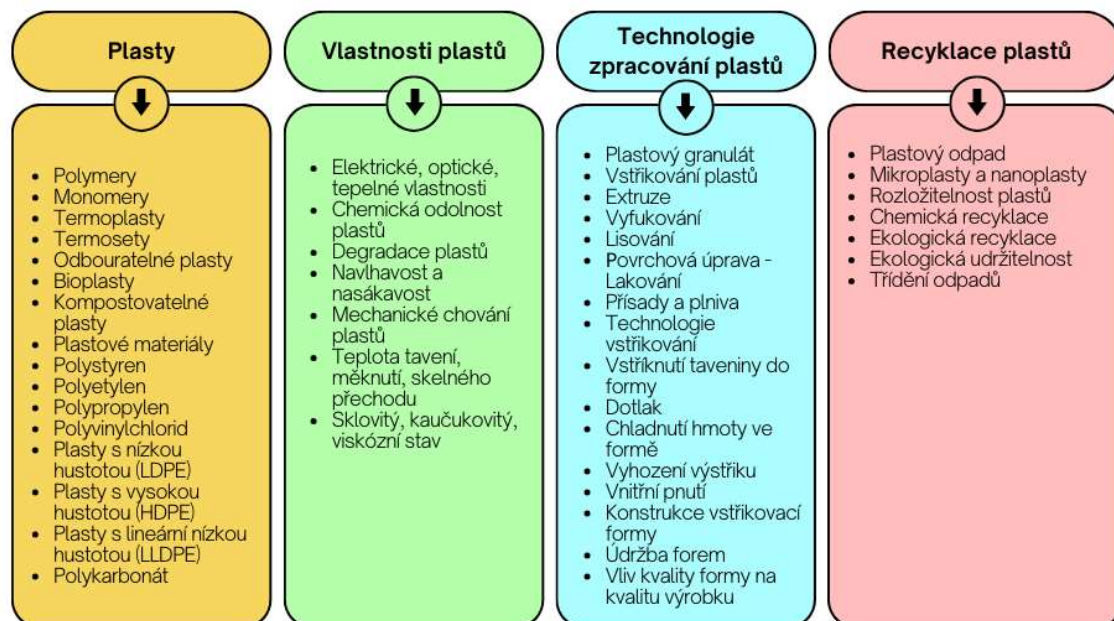 Plasty
Polymery
Monomery
Termoplasty
Termosety
Odbouratelné plasty
Bioplasty
Kompostovatelné
plasty
Plastové materiály
Polystyren
Polyetylen
Polypropylen
Polyvinylchlorid
Plasty s nízkou
hustotou (LDPE)
Plasty s vysokou
hustotou (HDPE)
Plasty s lineární nízkou
hustotou (LLDPE)
Polykarbonát
Vlastnosti plastů
Elektrické, optické,
tepelné vlastnosti
Chemická odolnost
plastů
Degradace plastů
Navlhavost a
nasákavost
Mechanické chování
plastů
Teplota tavení,
měknutí, skelného
přechodu
Sklovitý, kaučukovitý,
viskózní stav
Technologie
zpracování plastů
Plastový granulát
Vstřikování plastů
Extruze
Vyfukování
Lisování
Povrchová úprava -
Lakování
Přísady a plniva
Technologie
vstřikování
Vstříknutí taveniny do
formy
Dotlak
Chladnutí hmoty ve
formě
Vyhození výstřiku
Vnitřní pnutí
Konstrukce vstřikovací
formy
Údržba forem
Vliv kvality formy na
kvalitu výrobku
Recyklace plastů
Plastový odpad
Mikroplasty a nanoplasty
Rozložitelnost plastů
Chemická recyklace
Ekologická recyklace
Ekologická udržitelnost
Třídění odpadů